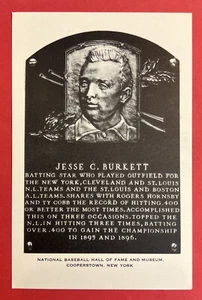 JESSE C. BURKETT
BATTING STAR WHO PLAYED OUTFIELD FOR
THE NEW YORK, CLEVELAND AND ST. LOUIS
N.L. TEAMS AND THE ST. LOUIS AND BOSTON
A.L. TEAMS. SHARES WITH ROGERS HORNSBY
AND TY COBB THE RECORD OF HITTING .400
OR BETTER THE MOST TIMES. ACCOMPLISHED
THIS ON THREE OCCASIONS. TOPPED THE
N.L. IN HITTING THREE TIMES, BATTING
OVER .400 TO GAIN THE CHAMPIONSHIP
IN 1895 AND 1896.
NATIONAL BASEBALL HALL OF FAME AND MUSEUM,
COOPERSTOWN, NEW YORK